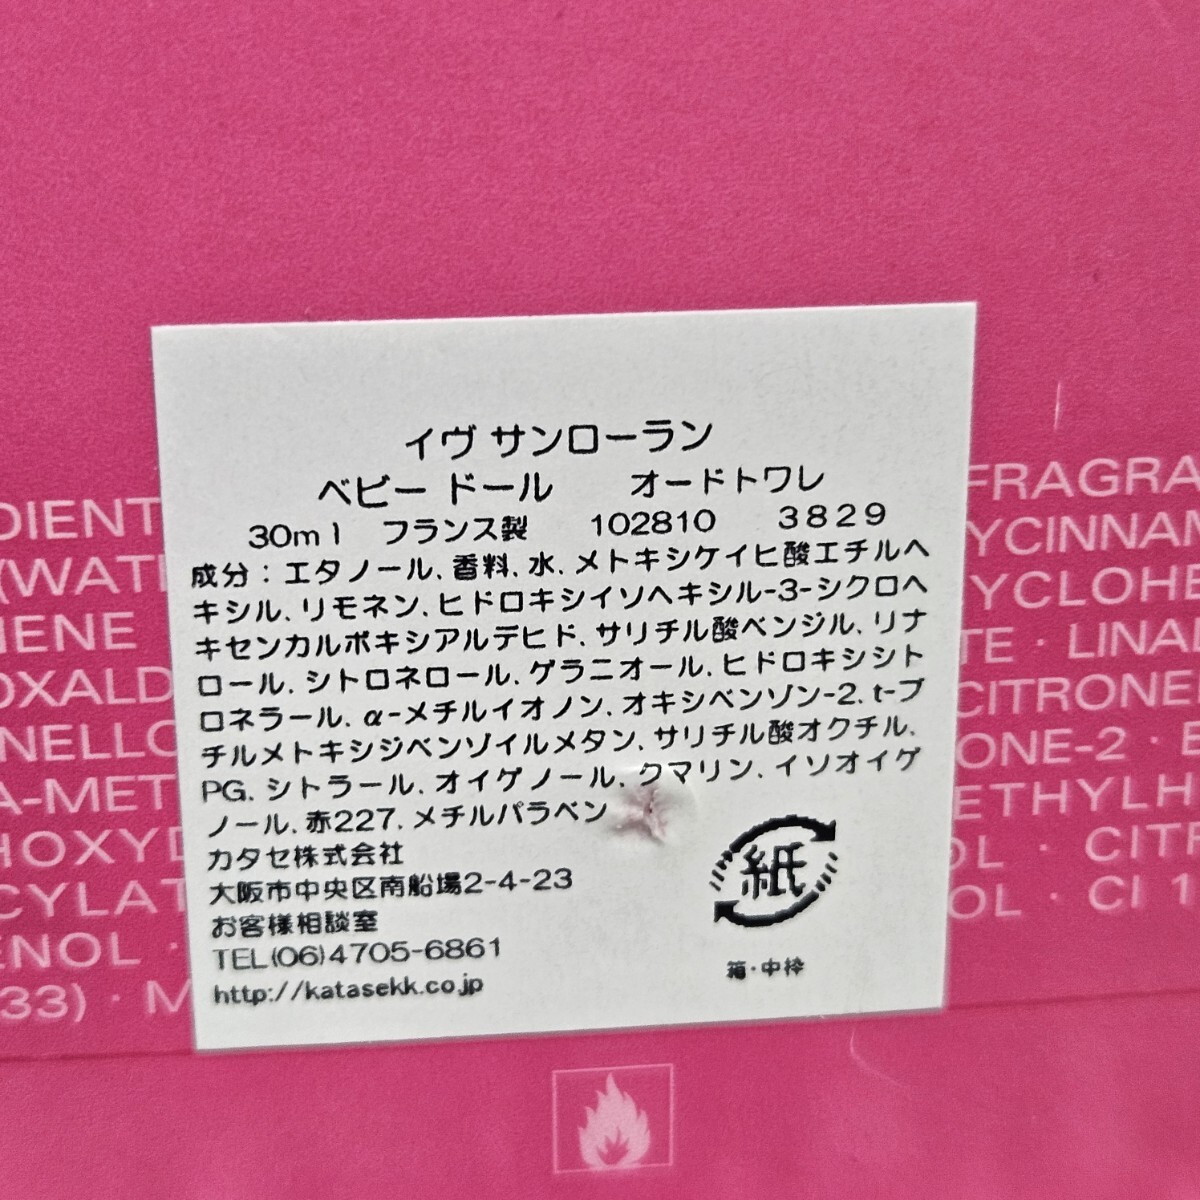 イヴ サンローラン
ベビー ドール　オードトワレ
30ml　フランス製　102810　3829
成分：エタノール、香料、水、メトキシケイヒ酸エチルヘ
キシル、リモネン、ヒドロキシイソヘキシル-3-シクロヘ
キセンカルボキシアルデヒド、サリチル酸ベンジル、リナ
ロール、シトロネロール、ゲラニオール、ヒドロキシシト
ロネラール、α-メチルイオノン、オキシベンゾン-2、t-ブ
チルメトキシジベンゾイルメタン、サリチル酸オクチル、
PG、シトラール、オイゲノール、クマリン、イソオイゲ
ノール、赤227、メチルパラベン
カタセ株式会社
大阪市中央区南船場2-4-23
お客様相談室
TEL(06)4705-6861
http://katasekk.co.jp
紙
箱・中枠
DIENT
(WAT
HENE
OXALD
NELLO
A-MET
HOXYD
CYLAT
ENOL ·
33) · M
FRAGRA
YCINNAM
YCLOHE
TE · LINAL
CITRONE
ONE-2 · B
ETHYLH
OL · CITR
OL · CI 1